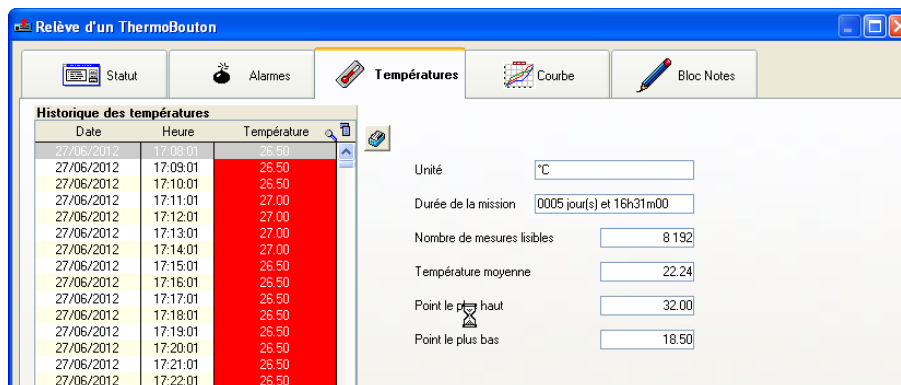 Relève d'un ThermoBouton
Statut Alarmes Températures Courbe Bloc Notes
Historique des températures
Date Heure Température
27/06/2012 17:08:01 26.50
27/06/2012 17:09:01 26.50
27/06/2012 17:10:01 26.50
27/06/2012 17:11:01 27.00
27/06/2012 17:12:01 27.00
27/06/2012 17:13:01 27.00
27/06/2012 17:14:01 27.00
27/06/2012 17:15:01 26.50
27/06/2012 17:16:01 26.50
27/06/2012 17:17:01 26.50
27/06/2012 17:18:01 26.50
27/06/2012 17:19:01 26.50
27/06/2012 17:20:01 26.50
27/06/2012 17:21:01 26.50
27/06/2012 17:22:01 26.50
Unité °C
Durée de la mission 0005 jour(s) et 16h31m00
Nombre de mesures lisibles 8 192
Température moyenne 22.24
Point le plus haut 32.00
Point le plus bas 18.50